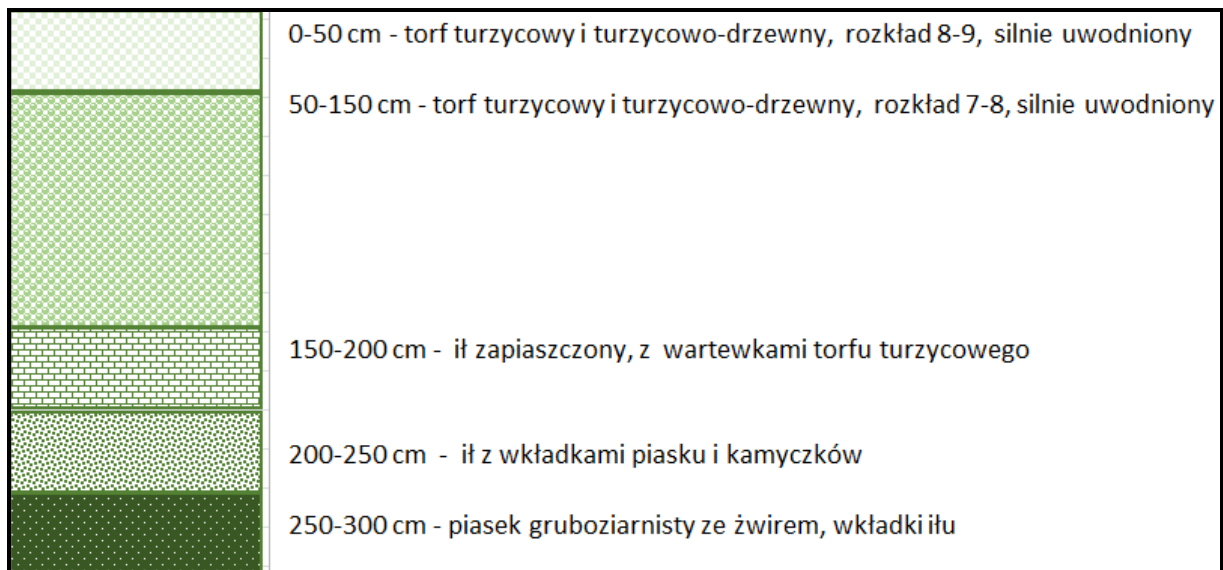 0-50 cm - torf turzycowy i turzycowo-drzewny, rozkład 8-9, silnie uwodniony
50-150 cm - torf turzycowy i turzycowo-drzewny, rozkład 7-8, silnie uwodniony
150-200 cm - ił zapiaszczony, z wartewkami torfu turzycowego
200-250 cm - ił z wkładkami piasku i kamyczków
250-300 cm - piasek gruboziarnisty ze żwirem, wkładki iłu